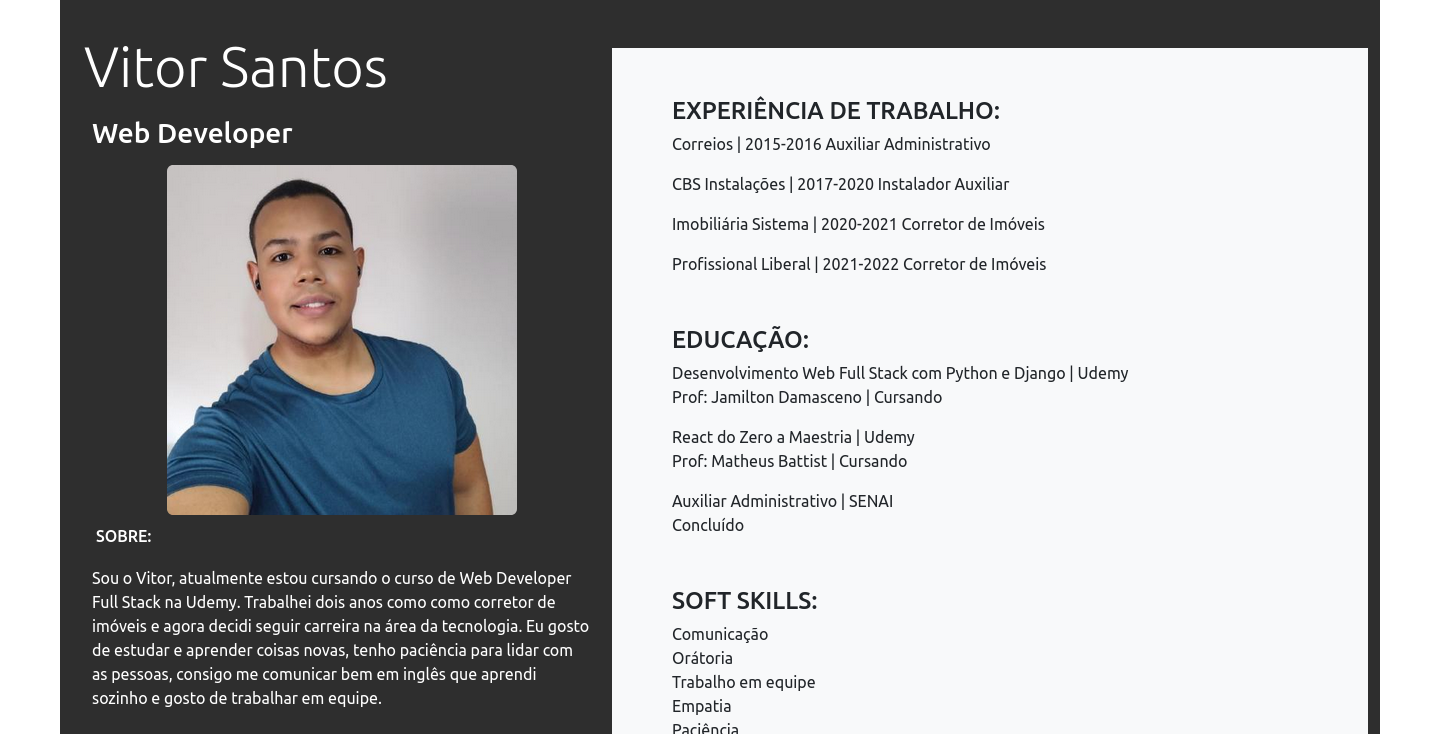 Vitor Santos
Web Developer
SOBRE:
Sou o Vitor, atualmente estou cursando o curso de Web Developer
Full Stack na Udemy. Trabalhei dois anos como como corretor de
imóveis e agora decidi seguir carreira na área da tecnologia. Eu gosto
de estudar e aprender coisas novas, tenho paciência para lidar com
as pessoas, consigo me comunicar bem em inglês que aprendi
sozinho e gosto de trabalhar em equipe.
EXPERIÊNCIA DE TRABALHO:
Correios | 2015-2016 Auxiliar Administrativo
CBS Instalações | 2017-2020 Instalador Auxiliar
Imobiliária Sistema | 2020-2021 Corretor de Imóveis
Profissional Liberal | 2021-2022 Corretor de Imóveis
EDUCAÇÃO:
Desenvolvimento Web Full Stack com Python e Django | Udemy
Prof: Jamilton Damasceno | Cursando
React do Zero a Maestria | Udemy
Prof: Matheus Battist | Cursando
Auxiliar Administrativo | SENAI
Concluído
SOFT SKILLS:
Comunicação
Orátoria
Trabalho em equipe
Empatia
Paciência